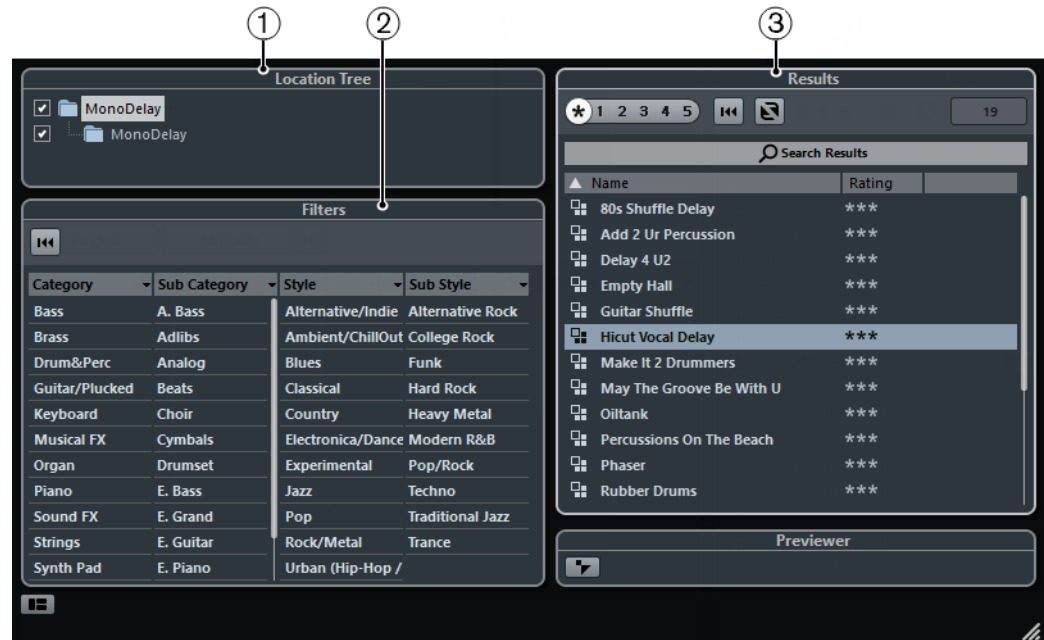 1 2 3
Location Tree
MonoDelay
MonoDelay
Filters
Category Sub Category Style Sub Style
Bass A. Bass Alternative/Indie Alternative Rock
Brass Adlibs Ambient/ChillOut College Rock
Drum&Perc Analog Blues Funk
Guitar/Plucked Beats Classical Hard Rock
Keyboard Choir Country Heavy Metal
Musical FX Cymbals Electronica/Dance Modern R&B
Organ Drumset Experimental Pop/Rock
Piano E. Bass Jazz Techno
Sound FX E. Grand Pop Traditional Jazz
Strings E. Guitar Rock/Metal Trance
Synth Pad E. Piano Urban (Hip-Hop /
Results
* 1 2 3 4 5 19
Search Results
Name Rating
80s Shuffle Delay ***
Add 2 Ur Percussion ***
Delay 4 U2 ***
Empty Hall ***
Guitar Shuffle ***
Hicut Vocal Delay ***
Make It 2 Drummers ***
May The Groove Be With U ***
Oiltank ***
Percussions On The Beach ***
Phaser ***
Rubber Drums ***
Previewer